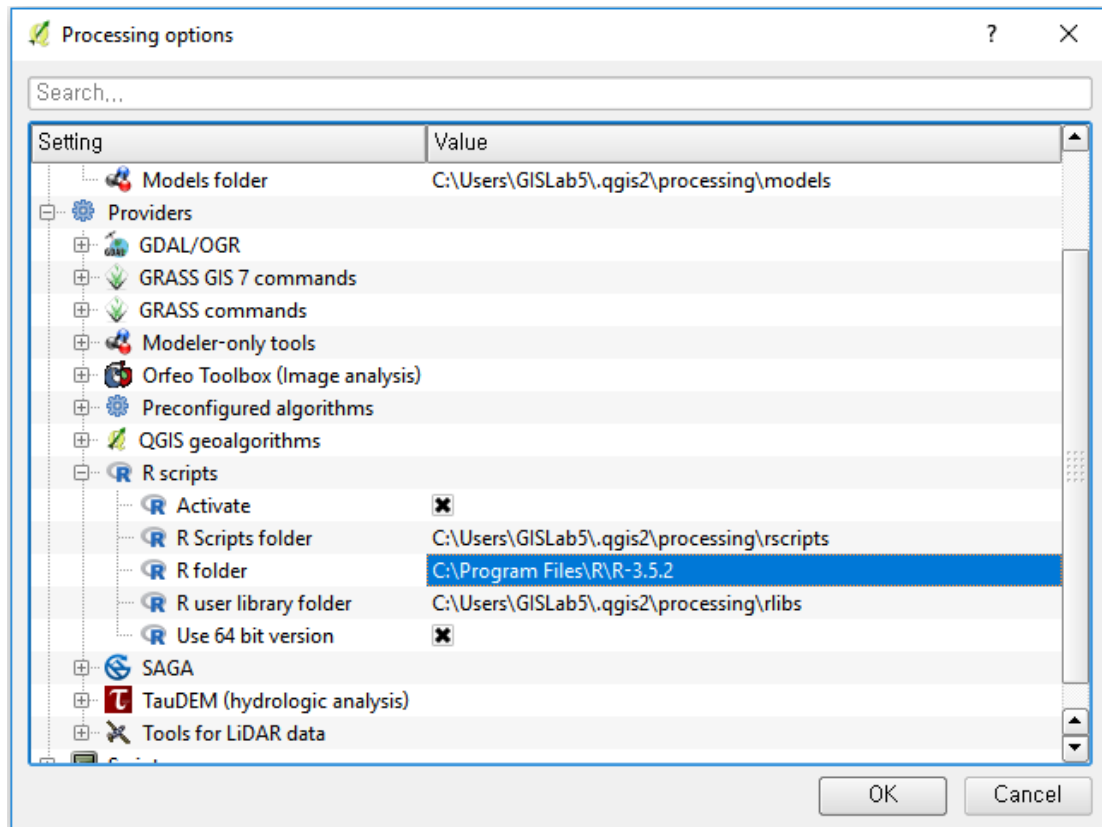 Processing options
Search...
Setting Value
Models folder C:\Users\GISLab5\.qgis2\processing\models
Providers
GDAL/OGR
GRASS GIS 7 commands
GRASS commands
Modeler-only tools
Orfeo Toolbox (Image analysis)
Preconfigured algorithms
QGIS geoalgorithms
R scripts
Activate
R Scripts folder C:\Users\GISLab5\.qgis2\processing\rscripts
R folder C:\Program Files\R\R-3.5.2
R user library folder C:\Users\GISLab5\.qgis2\processing\rlibs
Use 64 bit version
SAGA
TauDEM (hydrologic analysis)
Tools for LiDAR data
OK Cancel